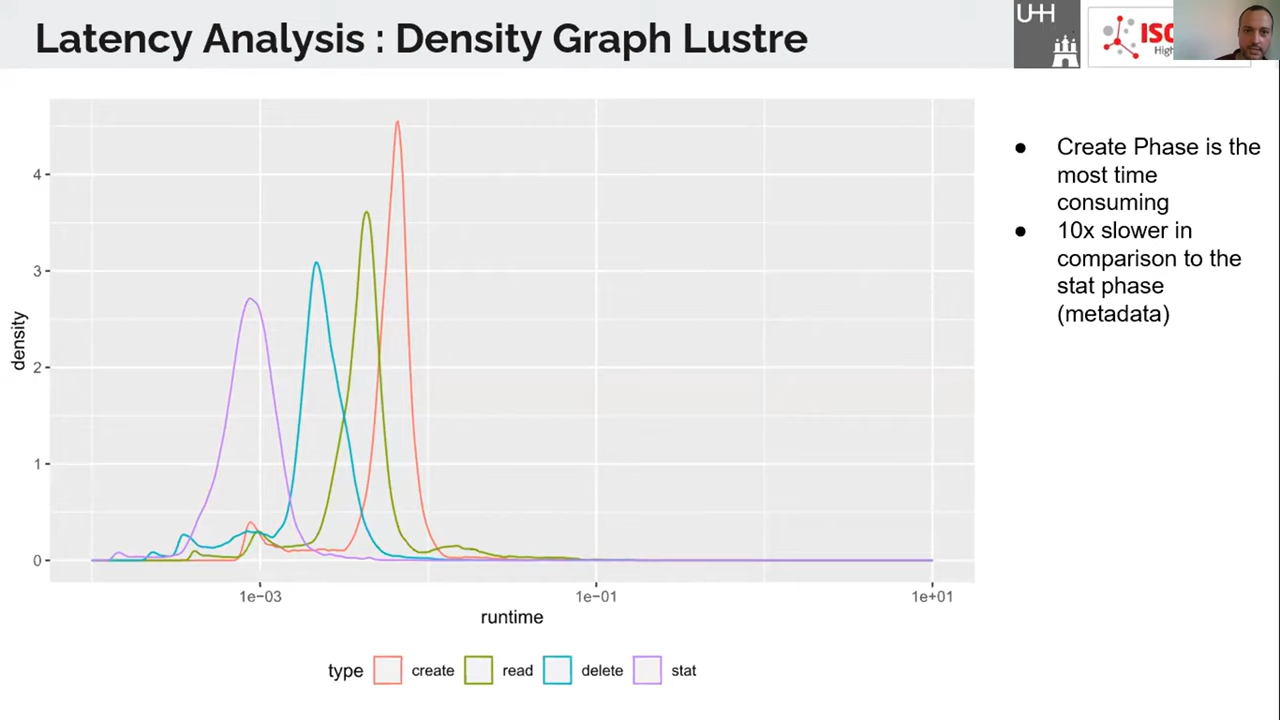 Latency Analysis : Density Graph Lustre
UH
ISC
High
4
3
2
1
0
density
1e−03
1e−01
1e+01
runtime
type
create
read
delete
stat
● Create Phase is the
most time
consuming
● 10x slower in
comparison to the
stat phase
(metadata)